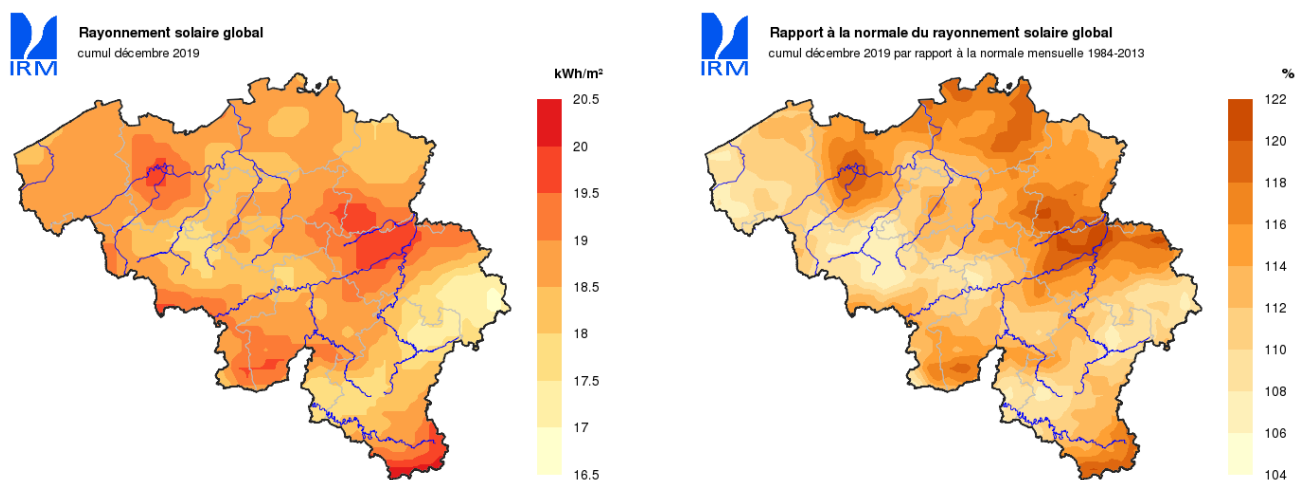 IRM
Rayonnement solaire global
cumul décembre 2019
kWh/m²
20.5
20
19.5
19
18.5
18
17.5
17
16.5
IRM
Rapport à la normale du rayonnement solaire global
cumul décembre 2019 par rapport à la normale mensuelle 1984-2013
%
122
120
118
116
114
112
110
108
106
104